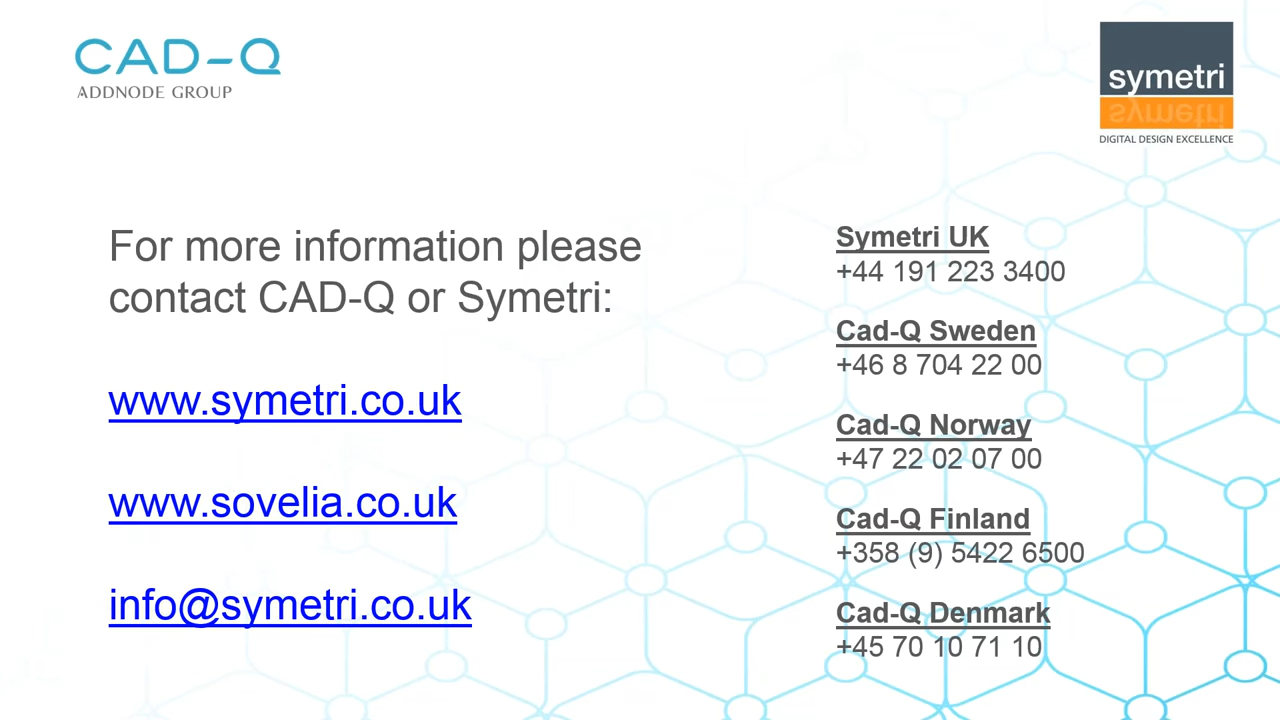 CAD-Q
ADDNODE GROUP
symetri
DIGITAL DESIGN EXCELLENCE
For more information please
contact CAD-Q or Symetri:
www.symetri.co.uk
www.sovelia.co.uk
info@symetri.co.uk
Symetri UK
+44 191 223 3400
Cad-Q Sweden
+46 8 704 22 00
Cad-Q Norway
+47 22 02 07 00
Cad-Q Finland
+358 (9) 5422 6500
Cad-Q Denmark
+45 70 10 71 10